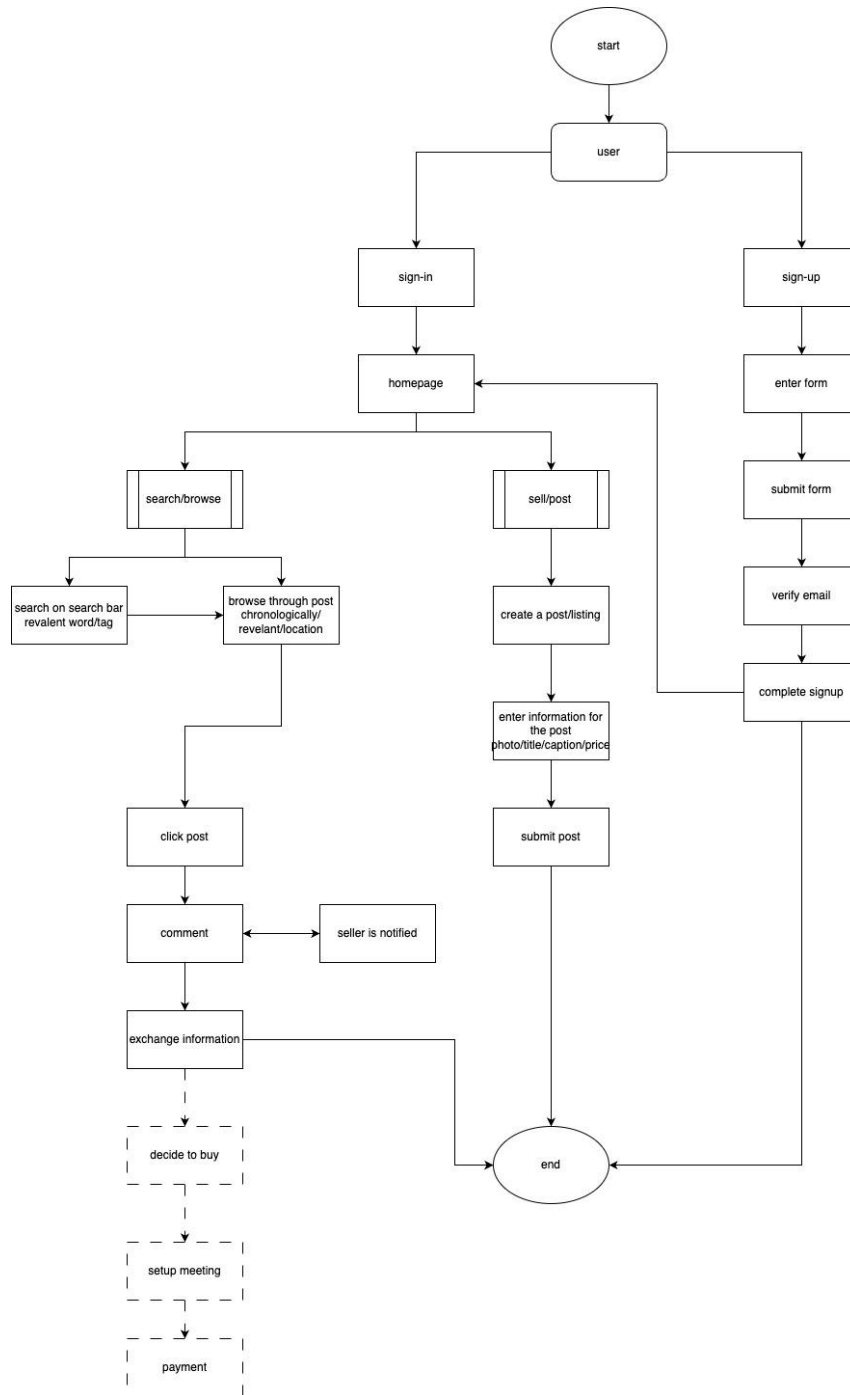 start
user
sign-in
sign-up
homepage
enter form
search/browse
sell/post
submit form
search on search bar
revalent word/tag
browse through post
chronologically/
revelant/location
create a post/listing
verify email
complete signup
enter information for
the post
photo/title/caption/price
click post
submit post
comment
seller is notified
exchange information
decide to buy
end
setup meeting
payment